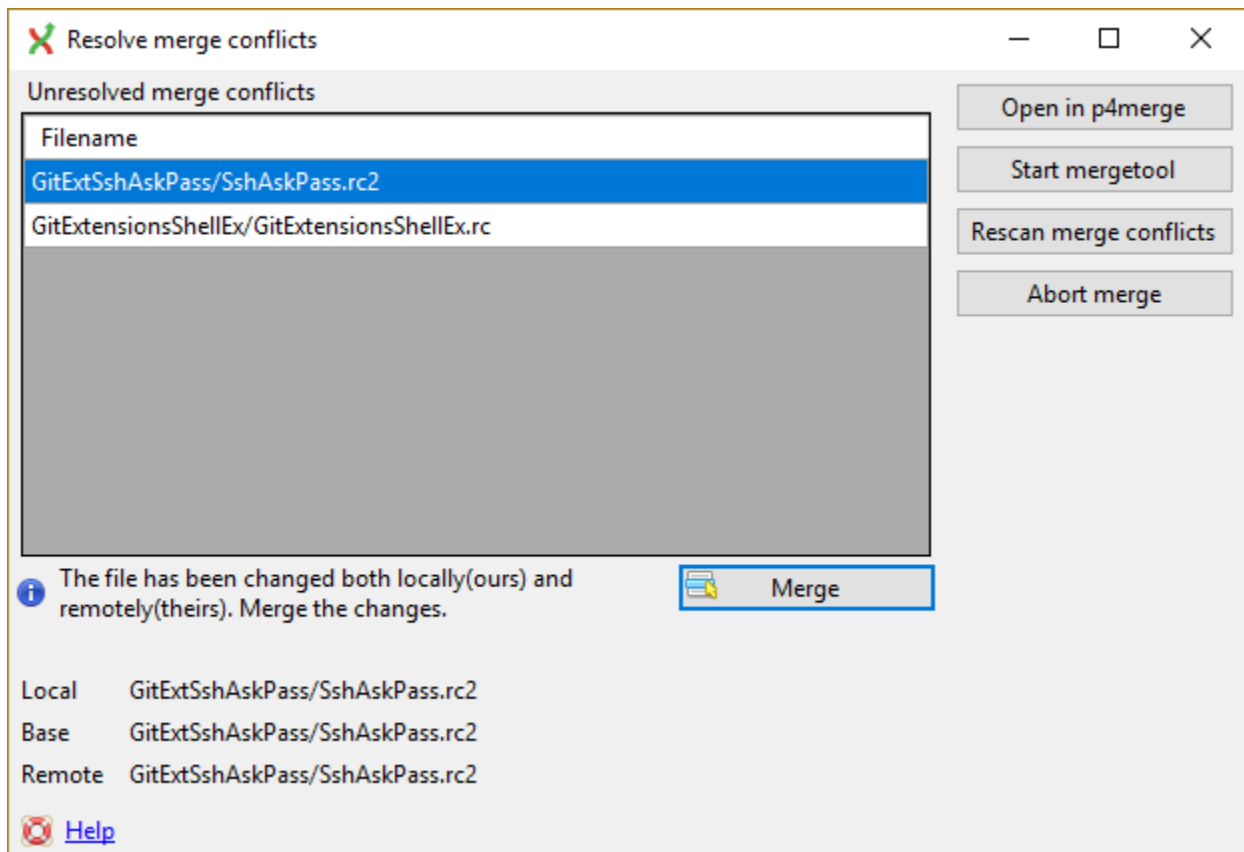 Resolve merge conflicts
Unresolved merge conflicts
Filename
GitExtSshAskPass/SshAskPass.rc2
GitExtensionsShellEx/GitExtensionsShellEx.rc
Open in p4merge
Start mergetool
Rescan merge conflicts
Abort merge
The file has been changed both locally(ours) and
remotely(theirs). Merge the changes.
Merge
Local GitExtSshAskPass/SshAskPass.rc2
Base GitExtSshAskPass/SshAskPass.rc2
Remote GitExtSshAskPass/SshAskPass.rc2
Help